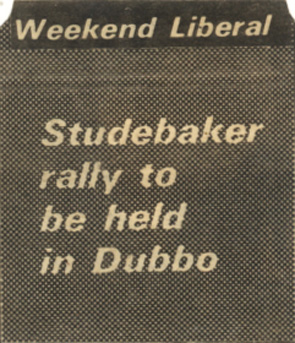 Weekend Liberal
Studebaker
rally to
be held
in Dubbo